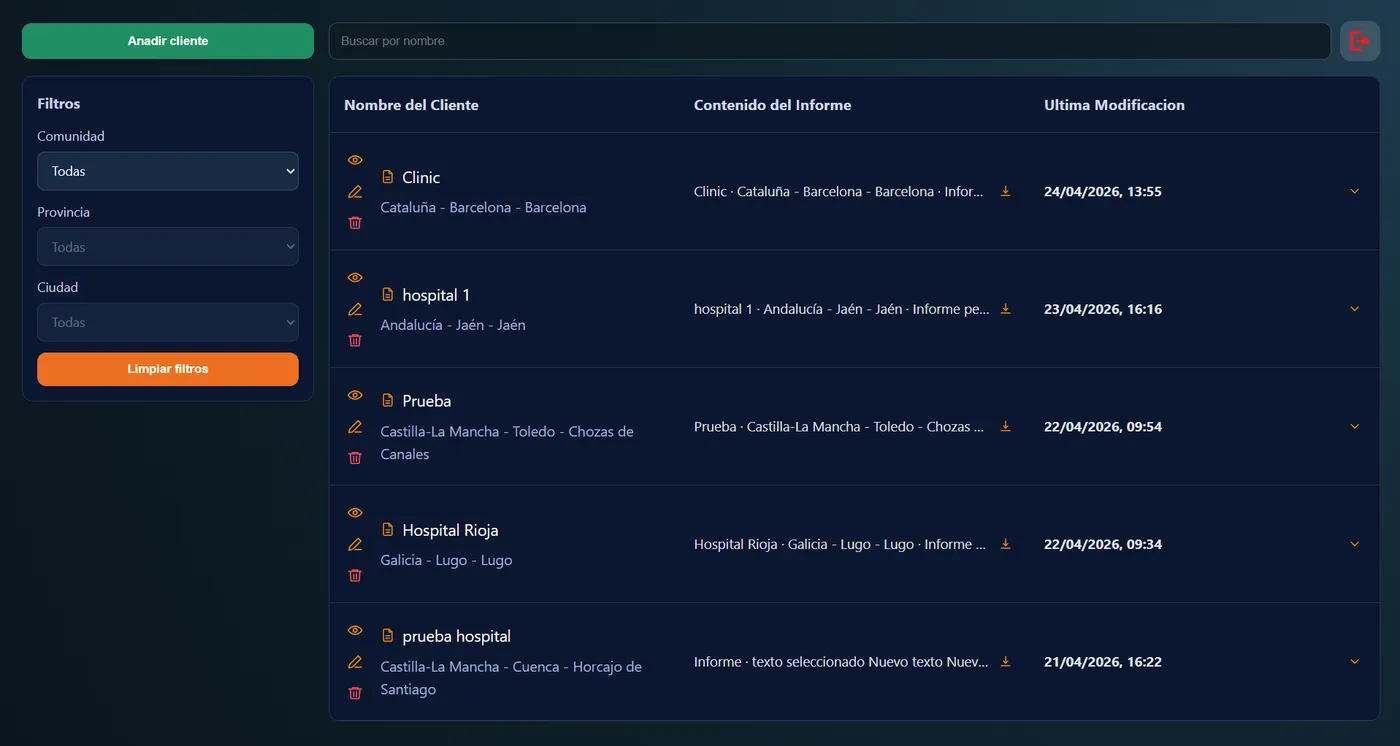 Añadir cliente
Buscar por nombre
Filtros
Comunidad
Todas
Provincia
Todas
Ciudad
Todas
Limpiar filtros
Nombre del Cliente
Contenido del Informe
Ultima Modificacion
Clinic
Cataluña - Barcelona - Barcelona
Clinic · Cataluña - Barcelona - Barcelona · Infor...
24/04/2026, 13:55
hospital 1
Andalucía - Jaén - Jaén
hospital 1 · Andalucía - Jaén - Jaén · Informe pe...
23/04/2026, 16:16
Prueba
Castilla-La Mancha - Toledo - Chozas de
Canales
Prueba · Castilla-La Mancha - Toledo - Chozas ...
22/04/2026, 09:54
Hospital Rioja
Galicia - Lugo - Lugo
Hospital Rioja · Galicia - Lugo - Lugo · Informe ...
22/04/2026, 09:34
prueba hospital
Castilla-La Mancha - Cuenca - Horcajo de
Santiago
Informe · texto seleccionado Nuevo texto Nuev...
21/04/2026, 16:22